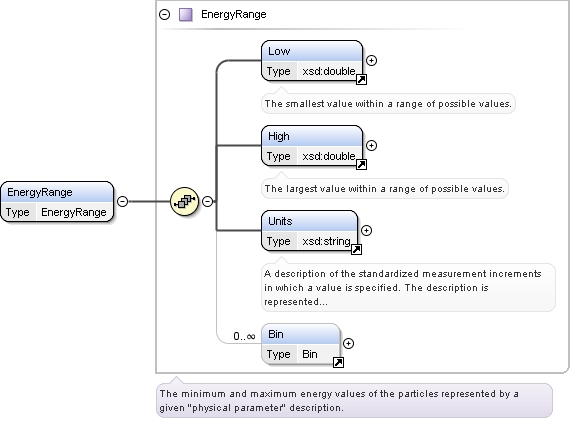 EnergyRange
Low
Type xsd:double
The smallest value within a range of possible values.
High
Type xsd:double
The largest value within a range of possible values.
EnergyRange
Type EnergyRange
Units
Type xsd:string
A description of the standardized measurement increments
in which a value is specified. The description is
represented...
0..∞
Bin
Type Bin
The minimum and maximum energy values of the particles represented by a
given "physical parameter" description.